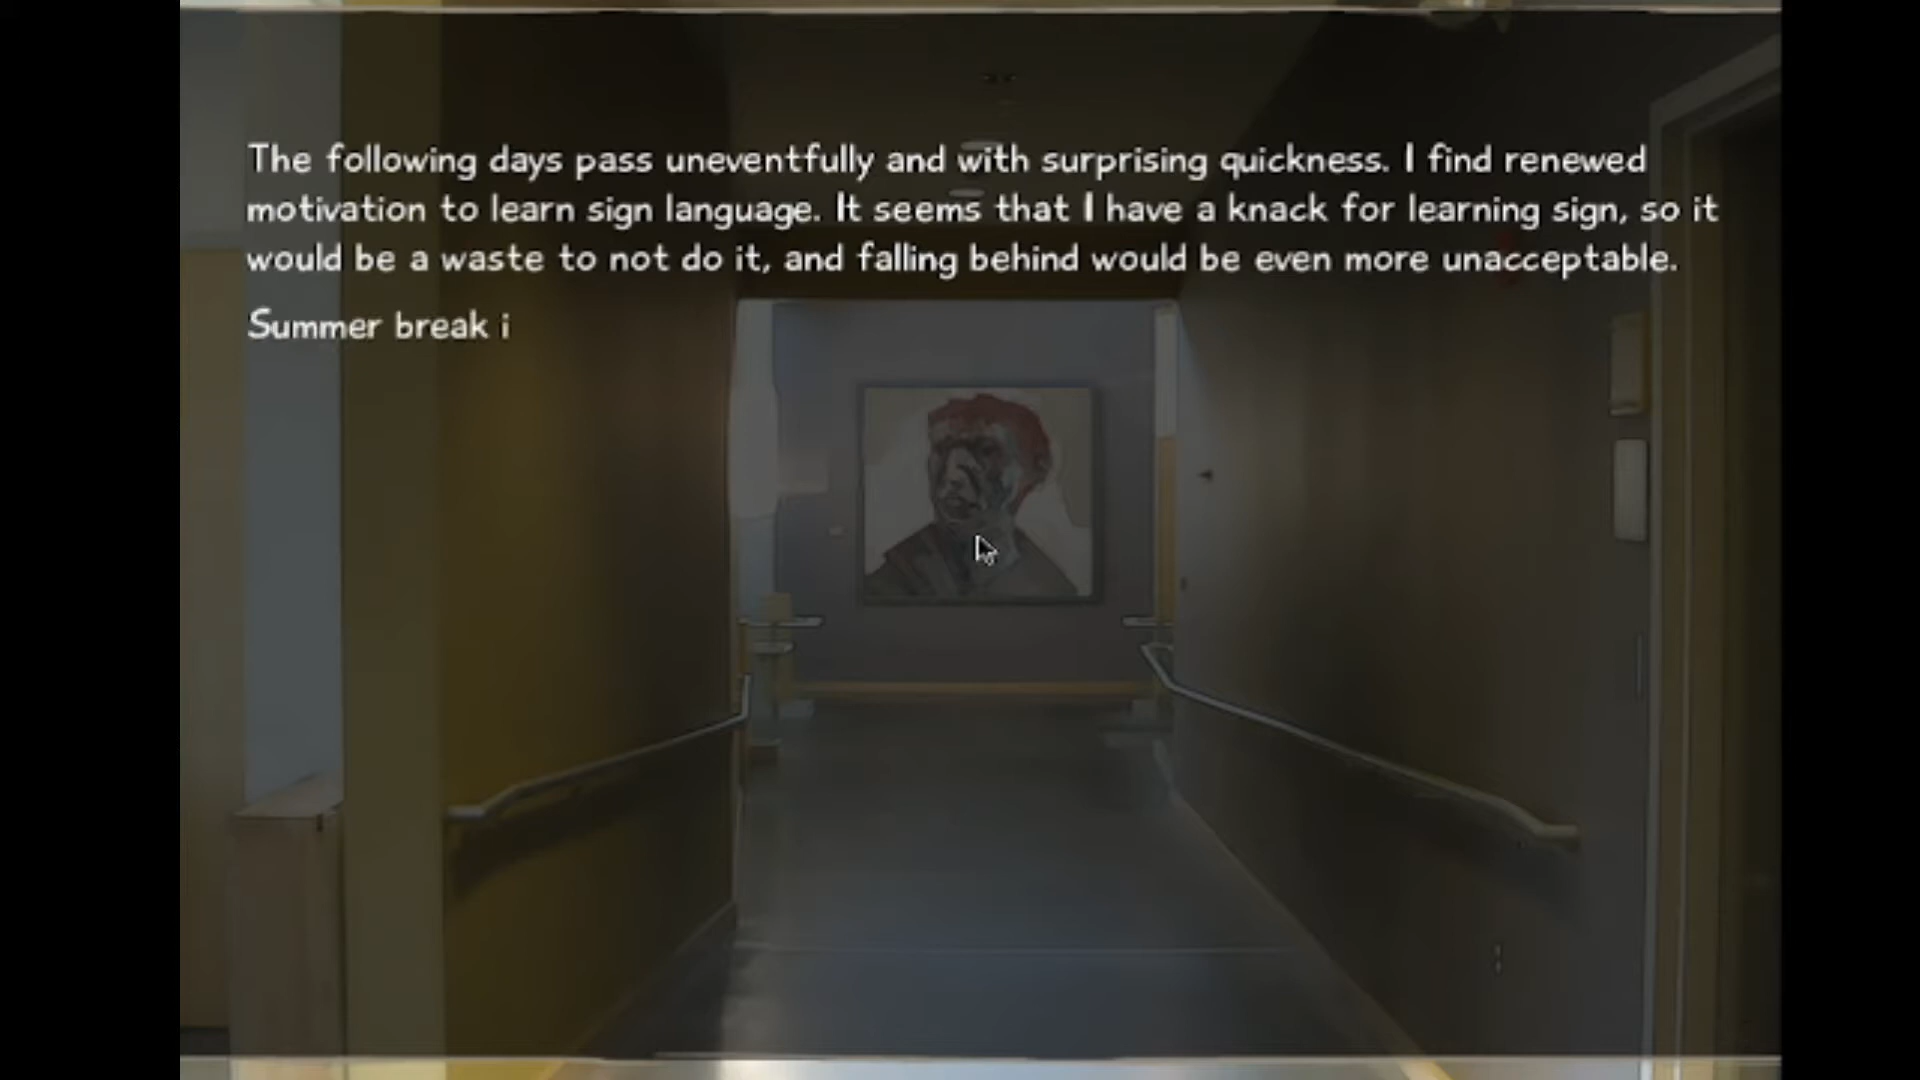 The following days pass uneventfully and with surprising quickness. I find renewed
motivation to learn sign language. It seems that I have a knack for learning sign, so it
would be a waste to not do it, and falling behind would be even more unacceptable.
Summer break i